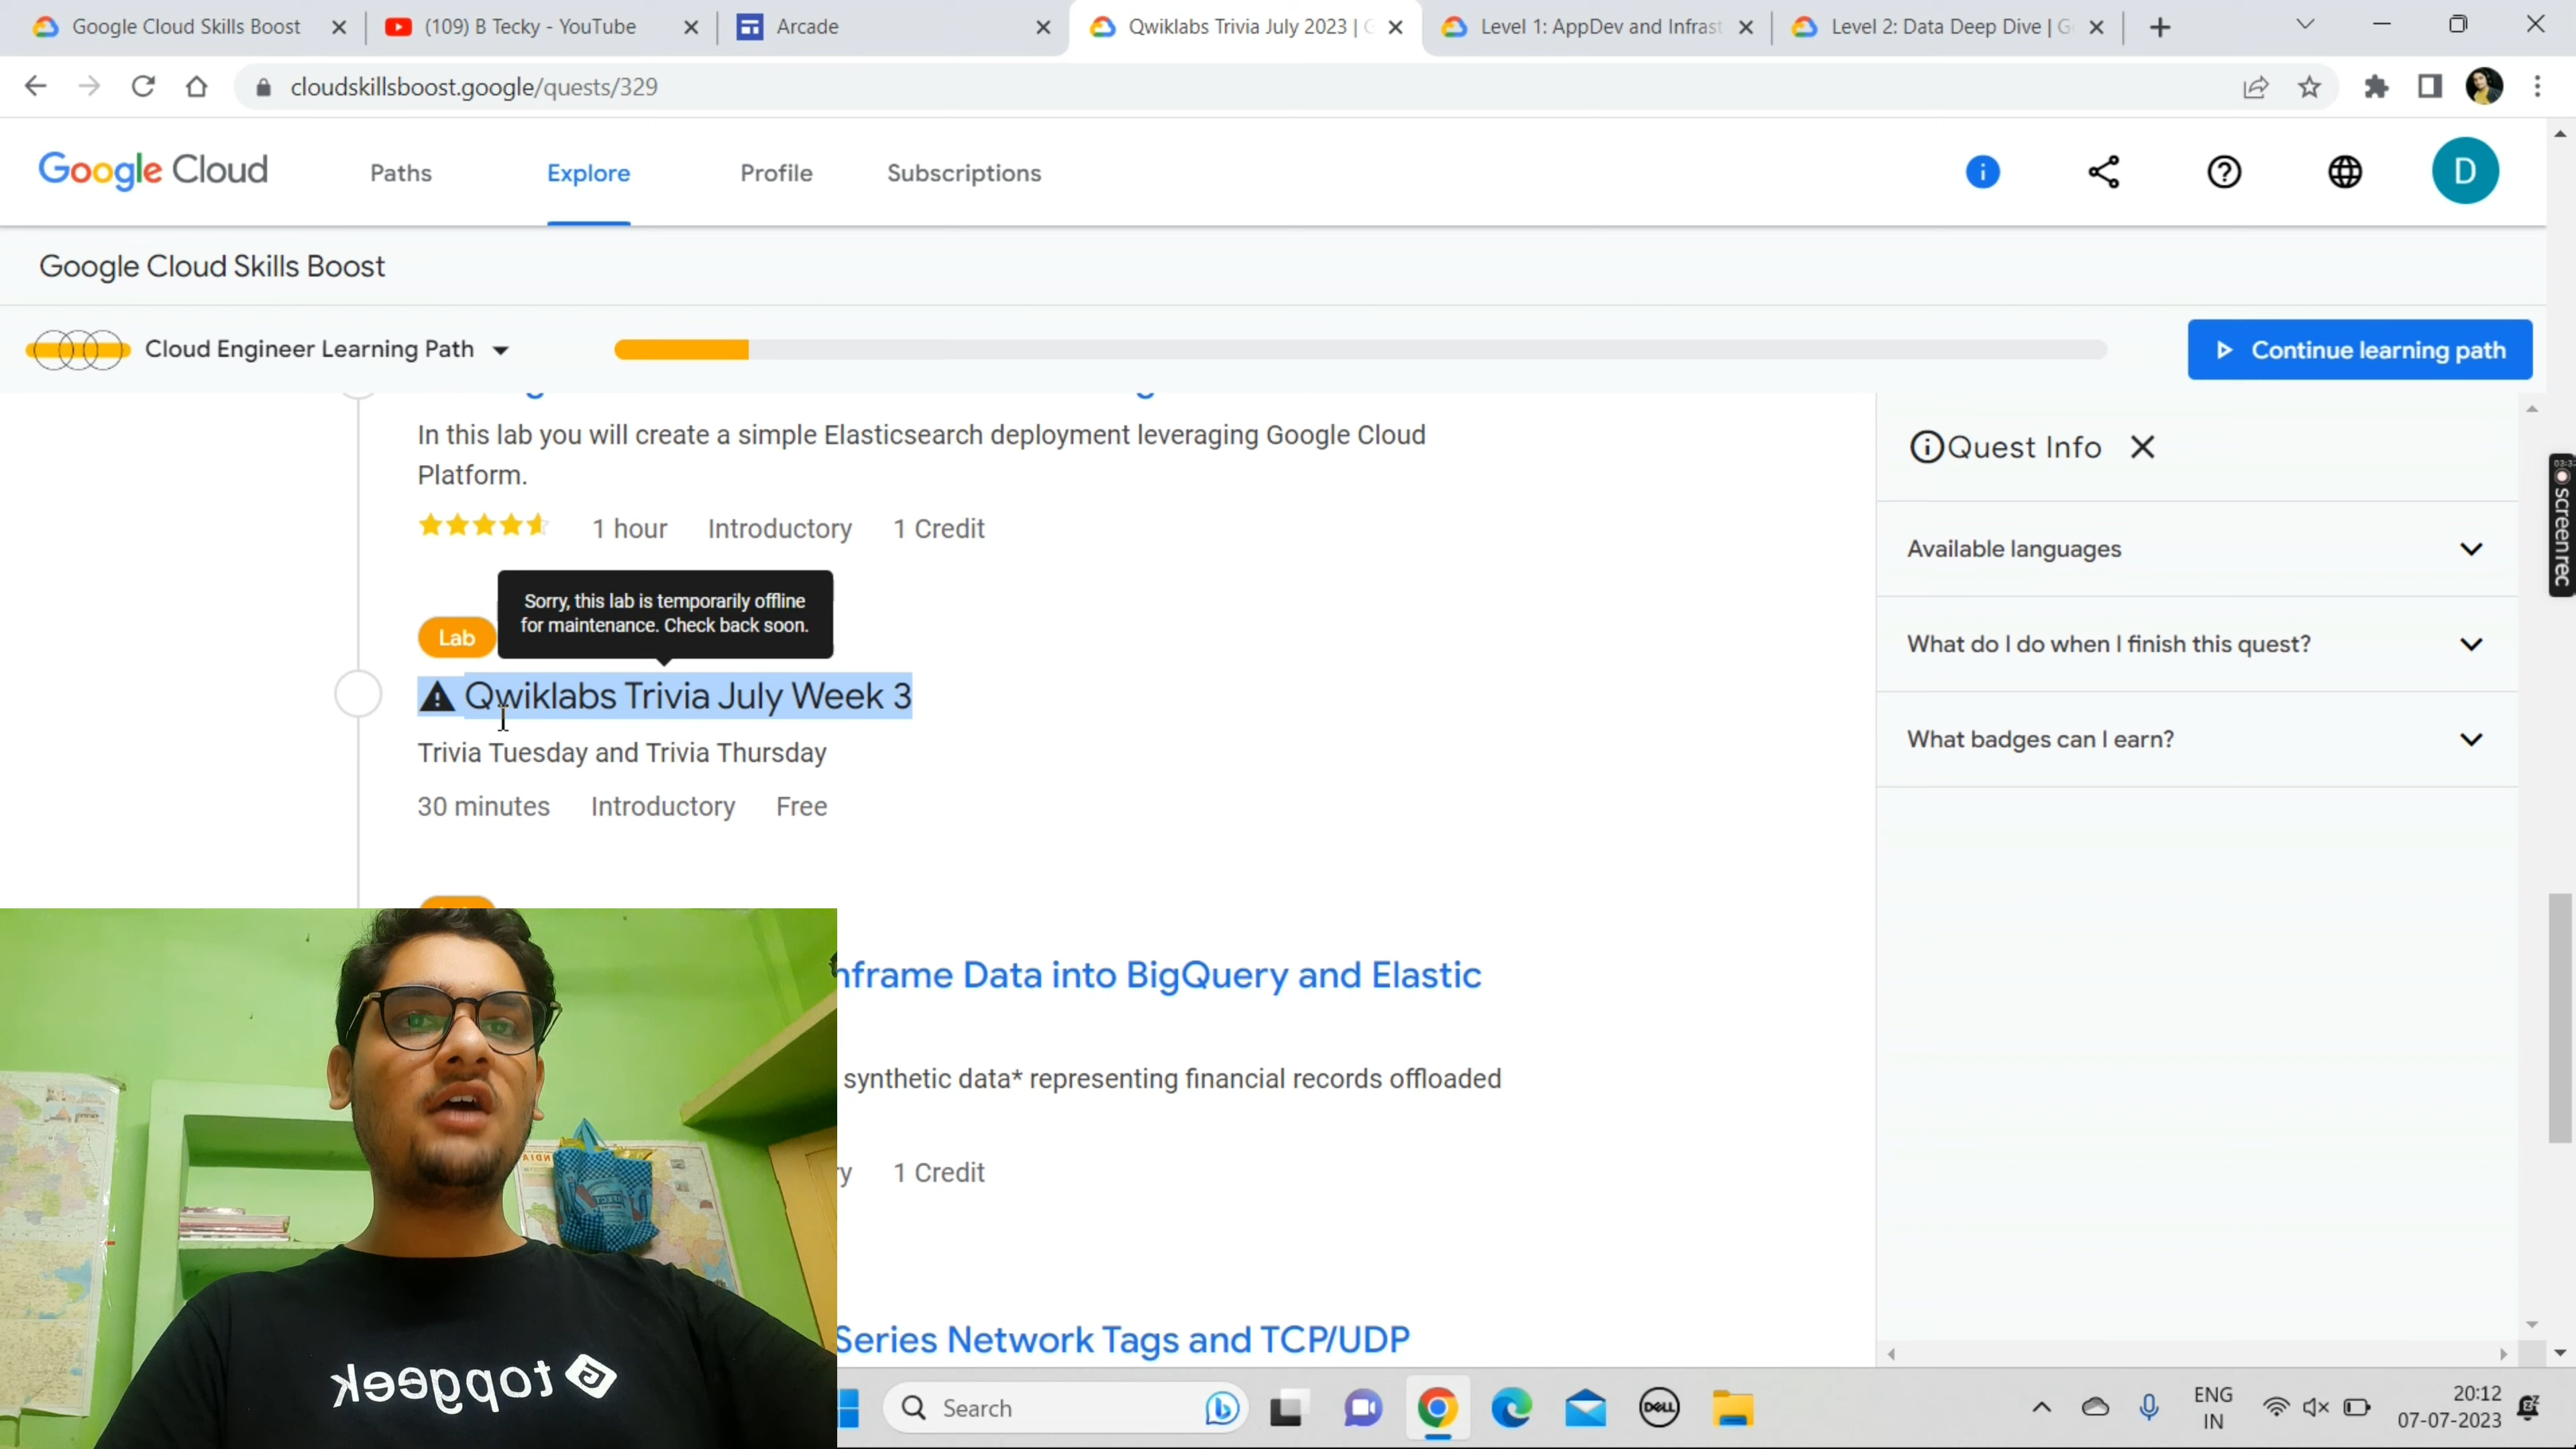 Google Cloud Skills Boost
(109) B Tecky - YouTube
Arcade
Qwiklabs Trivia July 2023 |
Level 1: AppDev and Infrast
Level 2: Data Deep Dive | G
cloudskillsboost.google/quests/329
Google Cloud
Paths
Explore
Profile
Subscriptions
D
Google Cloud Skills Boost
Cloud Engineer Learning Path
Continue learning path
In this lab you will create a simple Elasticsearch deployment leveraging Google Cloud
Platform.
1 hour Introductory 1 Credit
Sorry, this lab is temporarily offline
for maintenance. Check back soon.
Lab
Qwiklabs Trivia July Week 3
Trivia Tuesday and Trivia Thursday
30 minutes Introductory Free
nframe Data into BigQuery and Elastic
synthetic data* representing financial records offloaded
y 1 Credit
Series Network Tags and TCP/UDP
Quest Info
Available languages
What do I do when I finish this quest?
What badges can I earn?
screenrec
topgeek
Search
DELL
ENG
IN
20:12
07-07-2023